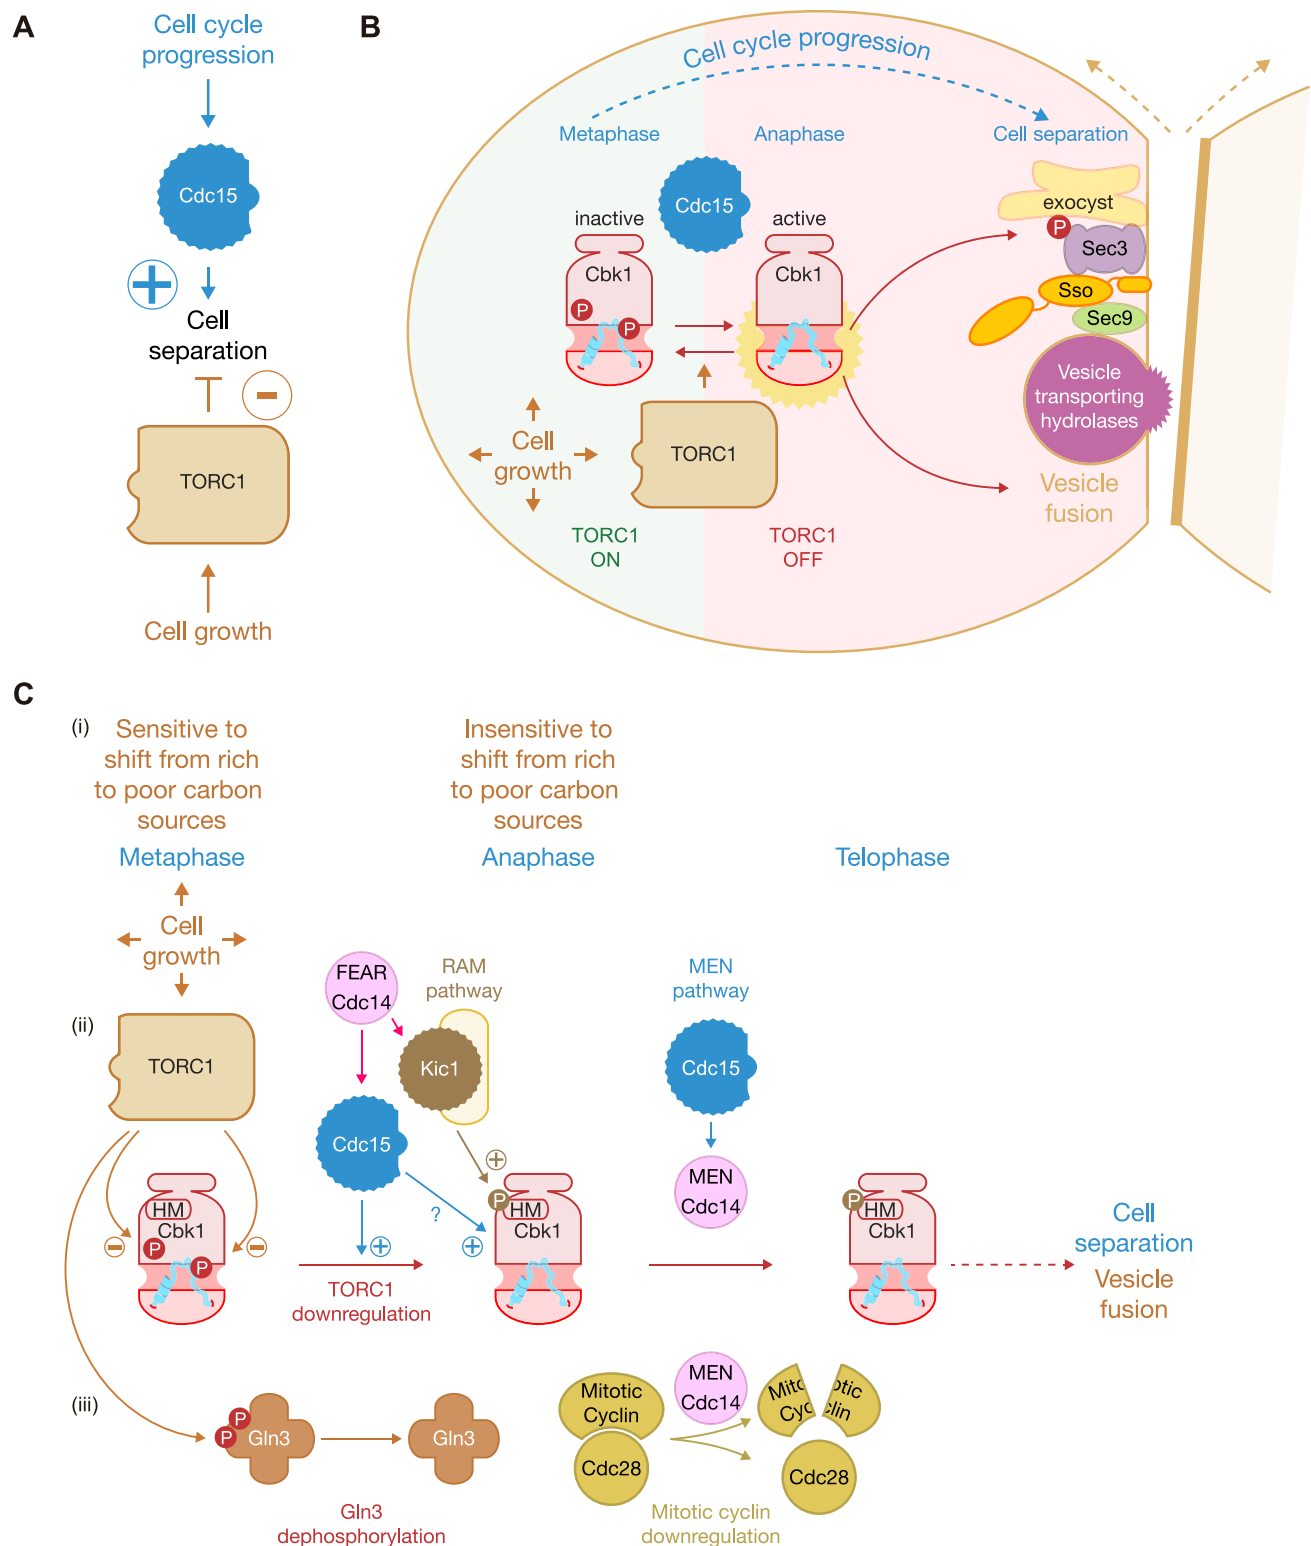 A
Cell cycle
progression
Cdc15
+
Cell
separation
-
TORC1
Cell growth
B
Cell cycle progression
Metaphase
Anaphase
Cell separation
inactive
Cdc15
active
Cbk1
P
P
Cbk1
exocyst
P
Sec3
Sso
Sec9
Vesicle
transporting
hydrolases
Vesicle
fusion
Cell
growth
TORC1
TORC1
ON
TORC1
OFF
C
(i)
Sensitive to
shift from rich
to poor carbon
sources
Insensitive to
shift from rich
to poor carbon
sources
Metaphase
Anaphase
Telophase
Cell
growth
(ii)
TORC1
FEAR
Cdc14
RAM
pathway
Kic1
Cdc15
MEN
pathway
Cdc15
MEN
Cdc14
HM
Cbk1
P
P
-
-
?
+
+
+
TORC1
downregulation
P
HM
Cbk1
P
HM
Cbk1
Cell
separation
Vesicle
fusion
(iii)
P
P
Gln3
Gln3
Gln3
dephosphorylation
Mitotic
Cyclin
Cdc28
MEN
Cdc14
Mito
Cyc
otic
clin
Cdc28
Mitotic cyclin
downregulation